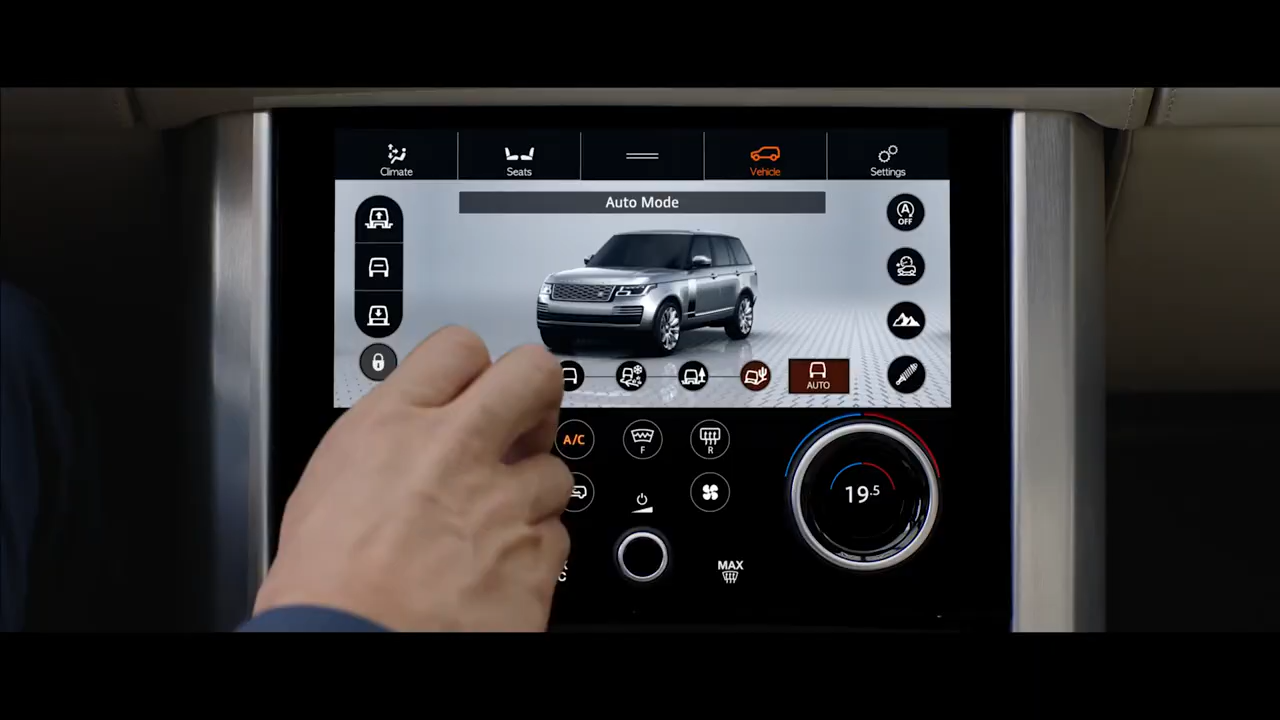 Climate
Seats
Vehicle
Settings
Auto Mode
A
OFF
AUTO
A/C
F
R
19.5
MAX
C